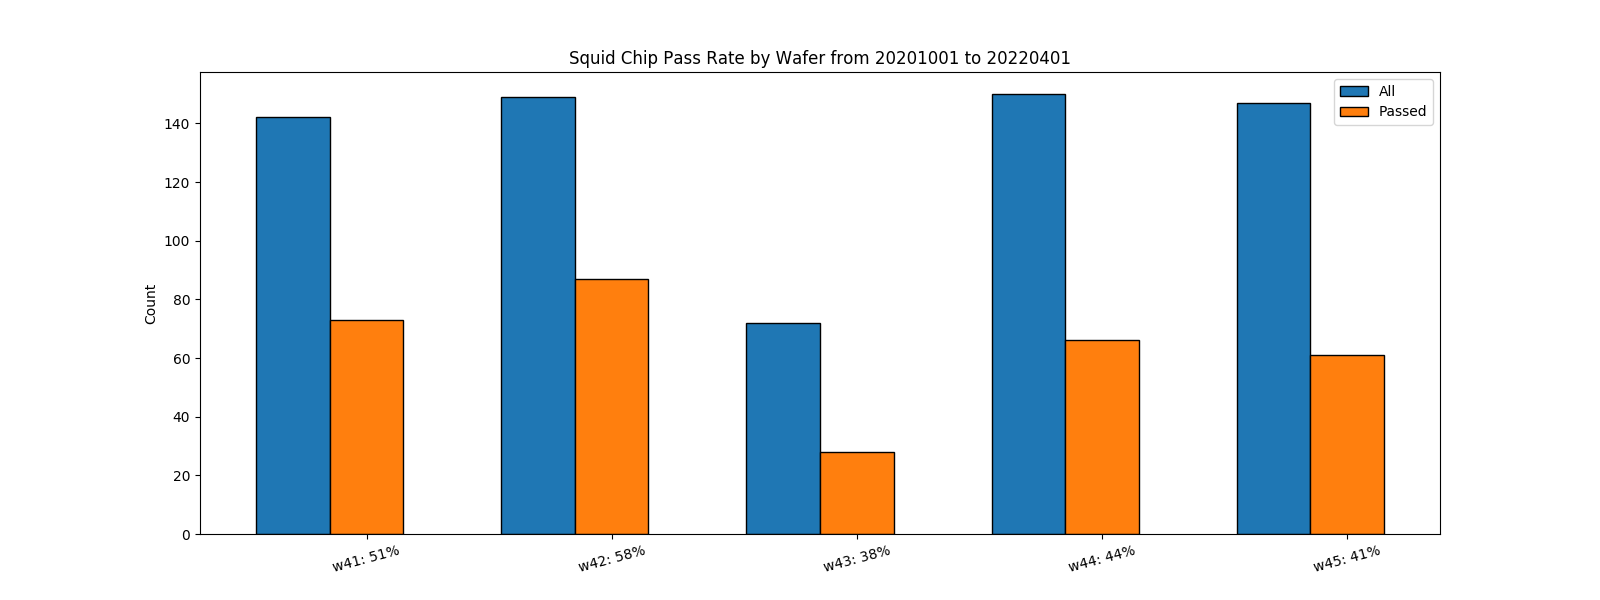 Squid Chip Pass Rate by Wafer from 20201001 to 20220401
All
Passed
Count
140
120
100
80
60
40
20
0
w41: 51%
w42: 58%
w43: 38%
w44: 44%
w45: 41%